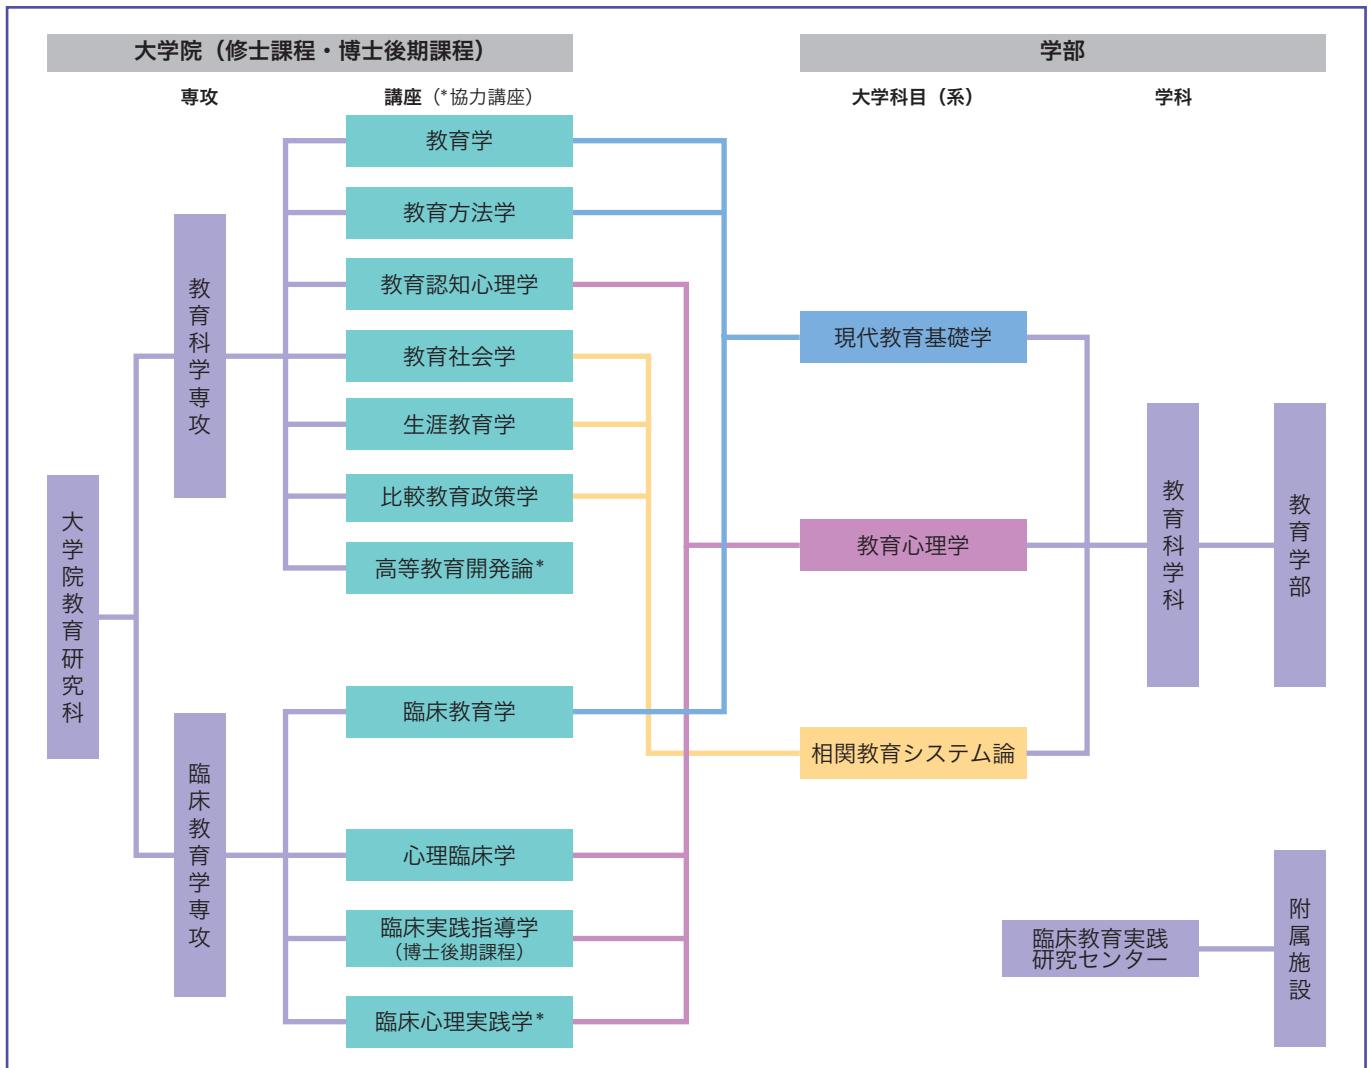 大学院（修士課程・博士後期課程）
学部
専攻
講座（*協力講座）
大学科目（系）
学科
教育学
教育方法学
教育認知心理学
教育社会学
生涯教育学
比較教育政策学
高等教育開発論*
臨床教育学
心理臨床学
臨床実践指導学
（博士後期課程）
臨床心理実践学*
教育科学専攻
臨床教育学専攻
大学院教育研究科
現代教育基礎学
教育心理学
相関教育システム論
教育科学科
教育学部
臨床教育実践
研究センター
附属施設